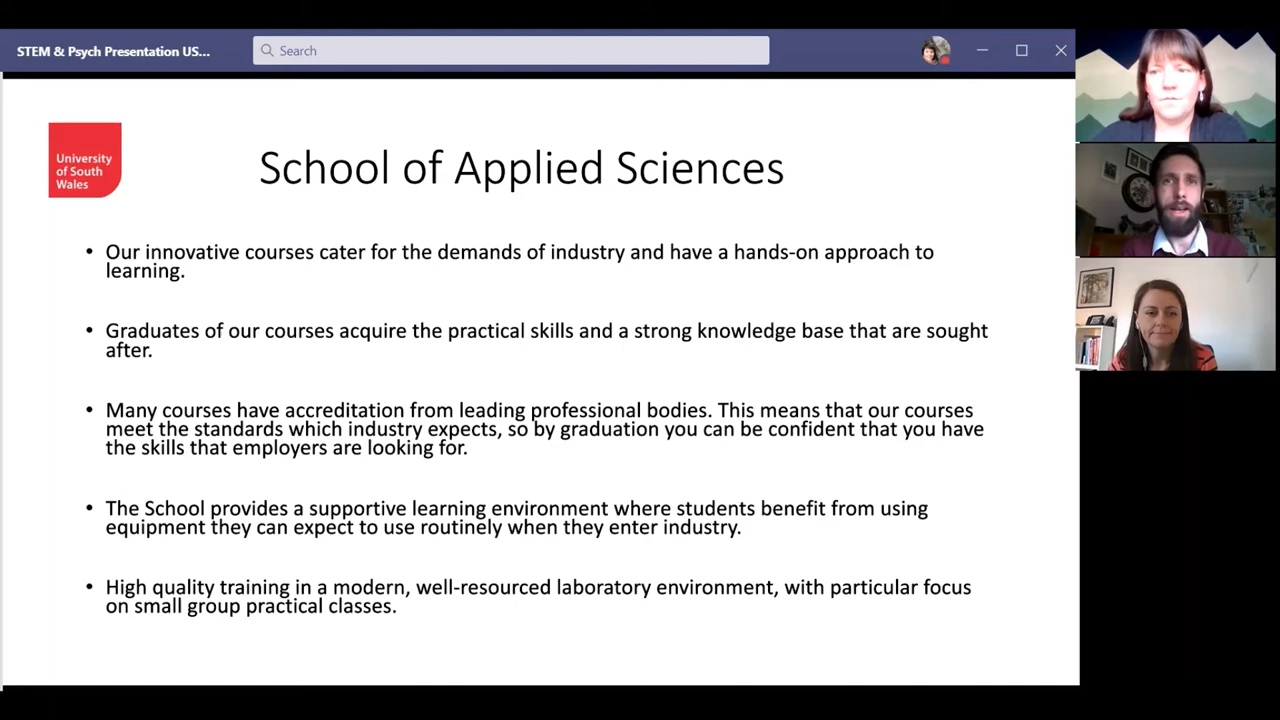 STEM & Psych Presentation US...
Search
University
of South
Wales
School of Applied Sciences
• Our innovative courses cater for the demands of industry and have a hands-on approach to
learning.
• Graduates of our courses acquire the practical skills and a strong knowledge base that are sought
after.
• Many courses have accreditation from leading professional bodies. This means that our courses
meet the standards which industry expects, so by graduation you can be confident that you have
the skills that employers are looking for.
• The School provides a supportive learning environment where students benefit from using
equipment they can expect to use routinely when they enter industry.
• High quality training in a modern, well-resourced laboratory environment, with particular focus
on small group practical classes.